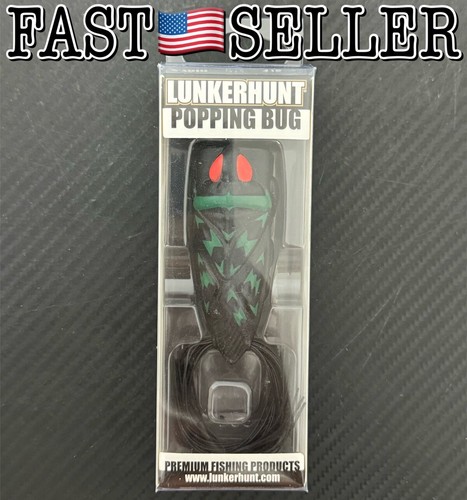 FAST SELLER
LUNKERHUNT
POPPING BUG
PREMIUM FISHING PRODUCTS
www.lunkerhunt.com